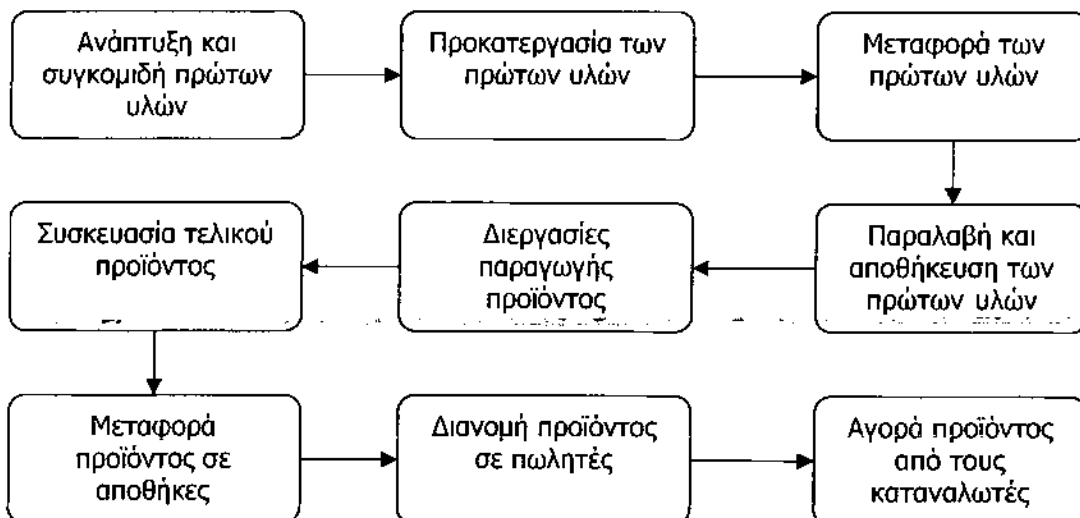 Ανάπτυξη και
συγκομιδή πρώτων
υλών
Προκατεργασία των
πρώτων υλών
Μεταφορά των
πρώτων υλών
Παραλαβή και
αποθήκευση των
πρώτων υλών
Διεργασίες
παραγωγής
προϊόντος
Συσκευασία τελικού
προϊόντος
Μεταφορά
προϊόντος σε
αποθήκες
Διανομή προϊόντος
σε πωλητές
Αγορά προϊόντος
από τους
καταναλωτές